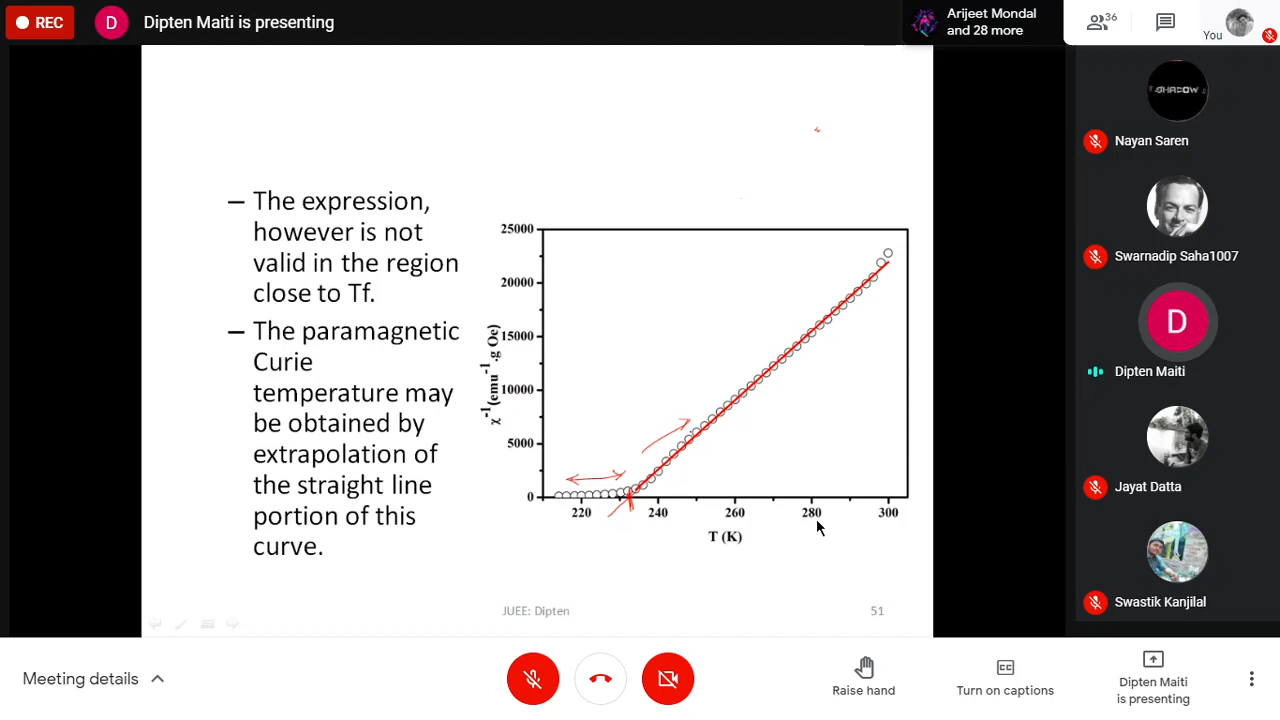 REC
D
Dipten Maiti is presenting
Arijeet Mondal
and 28 more
36
You
SHADOW
Nayan Saren
Swarnadip Saha1007
D
Dipten Maiti
Jayat Datta
Swastik Kanjilal
– The expression,
however is not
valid in the region
close to Tf.
– The paramagnetic
Curie
temperature may
be obtained by
extrapolation of
the straight line
portion of this
curve.
χ⁻¹(emu⁻¹.g Oe)
25000
20000
15000
10000
5000
0
220 240 260 280 300
T (K)
JUEE: Dipten
51
Meeting details
Raise hand
CC
Turn on captions
Dipten Maiti
is presenting